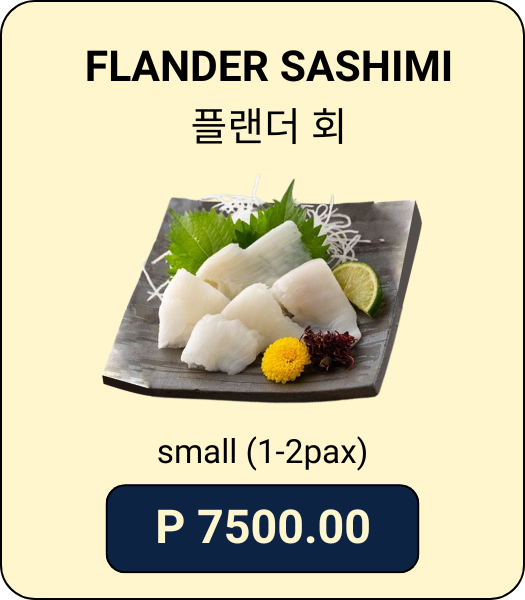 FLANDER SASHIMI
플랜더 회
small (1-2pax)
P 7500.00